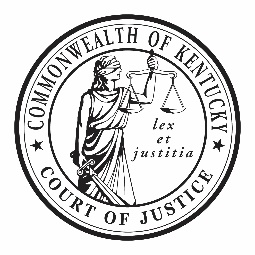 COMMONWEALTH OF KENTUCKY
lex
et
justitia
COURT OF JUSTICE